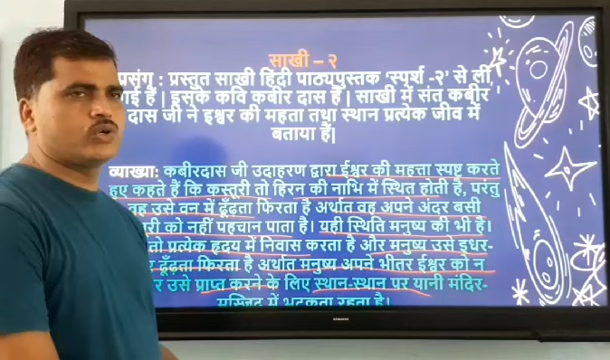 साखी – २
प्रसंग : प्रस्तुत साखी हिंदी पाठ्यपुस्तक 'स्पर्श -२' से ली
गई है | इसके कवि कबीर दास हैं | साखी में संत कबीर
दास जी ने इश्वर की महता तथा स्थान प्रत्येक जीव में
बताया हैं|
व्याख्या: कबीरदास जी उदाहरण द्वारा ईश्वर की महत्ता स्पष्ट करते
हुए कहते हैं कि कस्तूरी तो हिरन की नाभि में स्थित होती है, परंतु
वह उसे वन में ढूँढ़ता फिरता है अर्थात वह अपने अंदर बसी
को नहीं पहचान पाता है। यही स्थिति मनुष्य की भी है।
तो प्रत्येक हृदय में निवास करता है और मनुष्य उसे इधर-
ढूँढ़ता फिरता है अर्थात मनुष्य अपने भीतर ईश्वर को न
उसे प्राप्त करने के लिए स्थान-स्थान पर यानी मंदिर-
मस्जिद में भटकता रहता है।